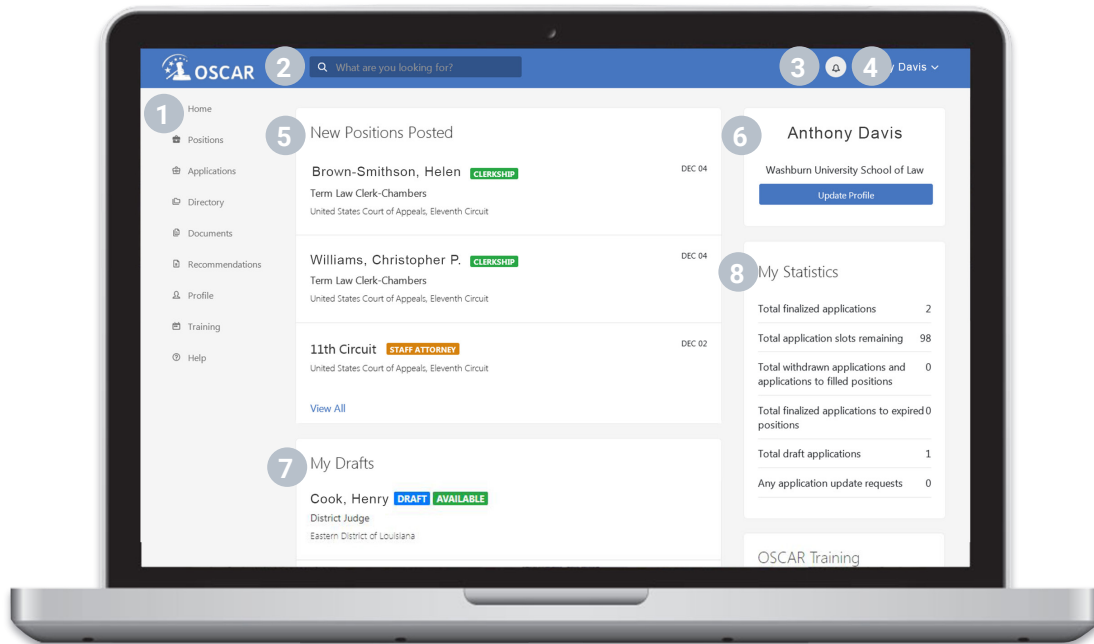 OSCAR
2
What are you looking for?
3
4
Davis
1
Home
Positions
Applications
Directory
Documents
Recommendations
Profile
Training
Help
5
New Positions Posted
Brown-Smithson, Helen CLERKSHIP DEC 04
Term Law Clerk-Chambers
United States Court of Appeals, Eleventh Circuit
Williams, Christopher P. CLERKSHIP DEC 04
Term Law Clerk-Chambers
United States Court of Appeals, Eleventh Circuit
11th Circuit STAFF ATTORNEY DEC 02
United States Court of Appeals, Eleventh Circuit
View All
7
My Drafts
Cook, Henry DRAFT AVAILABLE
District Judge
Eastern District of Louisiana
6
Anthony Davis
Washburn University School of Law
Update Profile
8
My Statistics
Total finalized applications 2
Total application slots remaining 98
Total withdrawn applications and 0
applications to filled positions
Total finalized applications to expired 0
positions
Total draft applications 1
Any application update requests 0
OSCAR Training